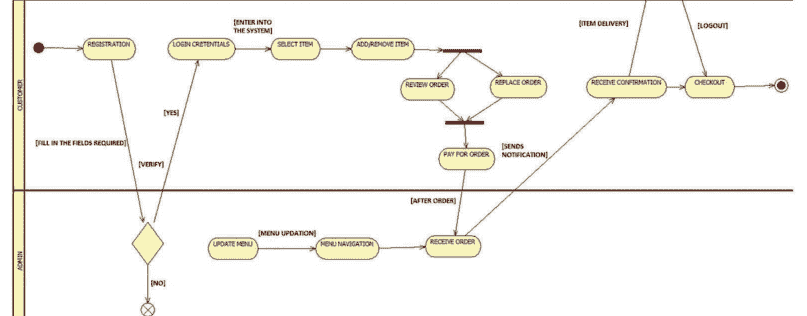 [ENTER INTO
THE SYSTEM]
[ITEM DELIVERY]
[LOGOUT]
REGISTRATION
LOGIN CRETENTIALS
SELECT ITEM
ADD/REMOVE ITEM
CUSTOMER
REVIEW ORDER
REPLACE ORDER
RECEIVE CONFIRMATION
CHECKOUT
[YES]
[FILL IN THE FIELDS REQUIRED]
[VERIFY]
[SENDS
NOTIFICATION]
PAY FOR ORDER
[AFTER ORDER]
[MENU UPDATION]
UPDATE MENU
MENU NAVIGATION
RECEIVE ORDER
ADMIN
[NO]